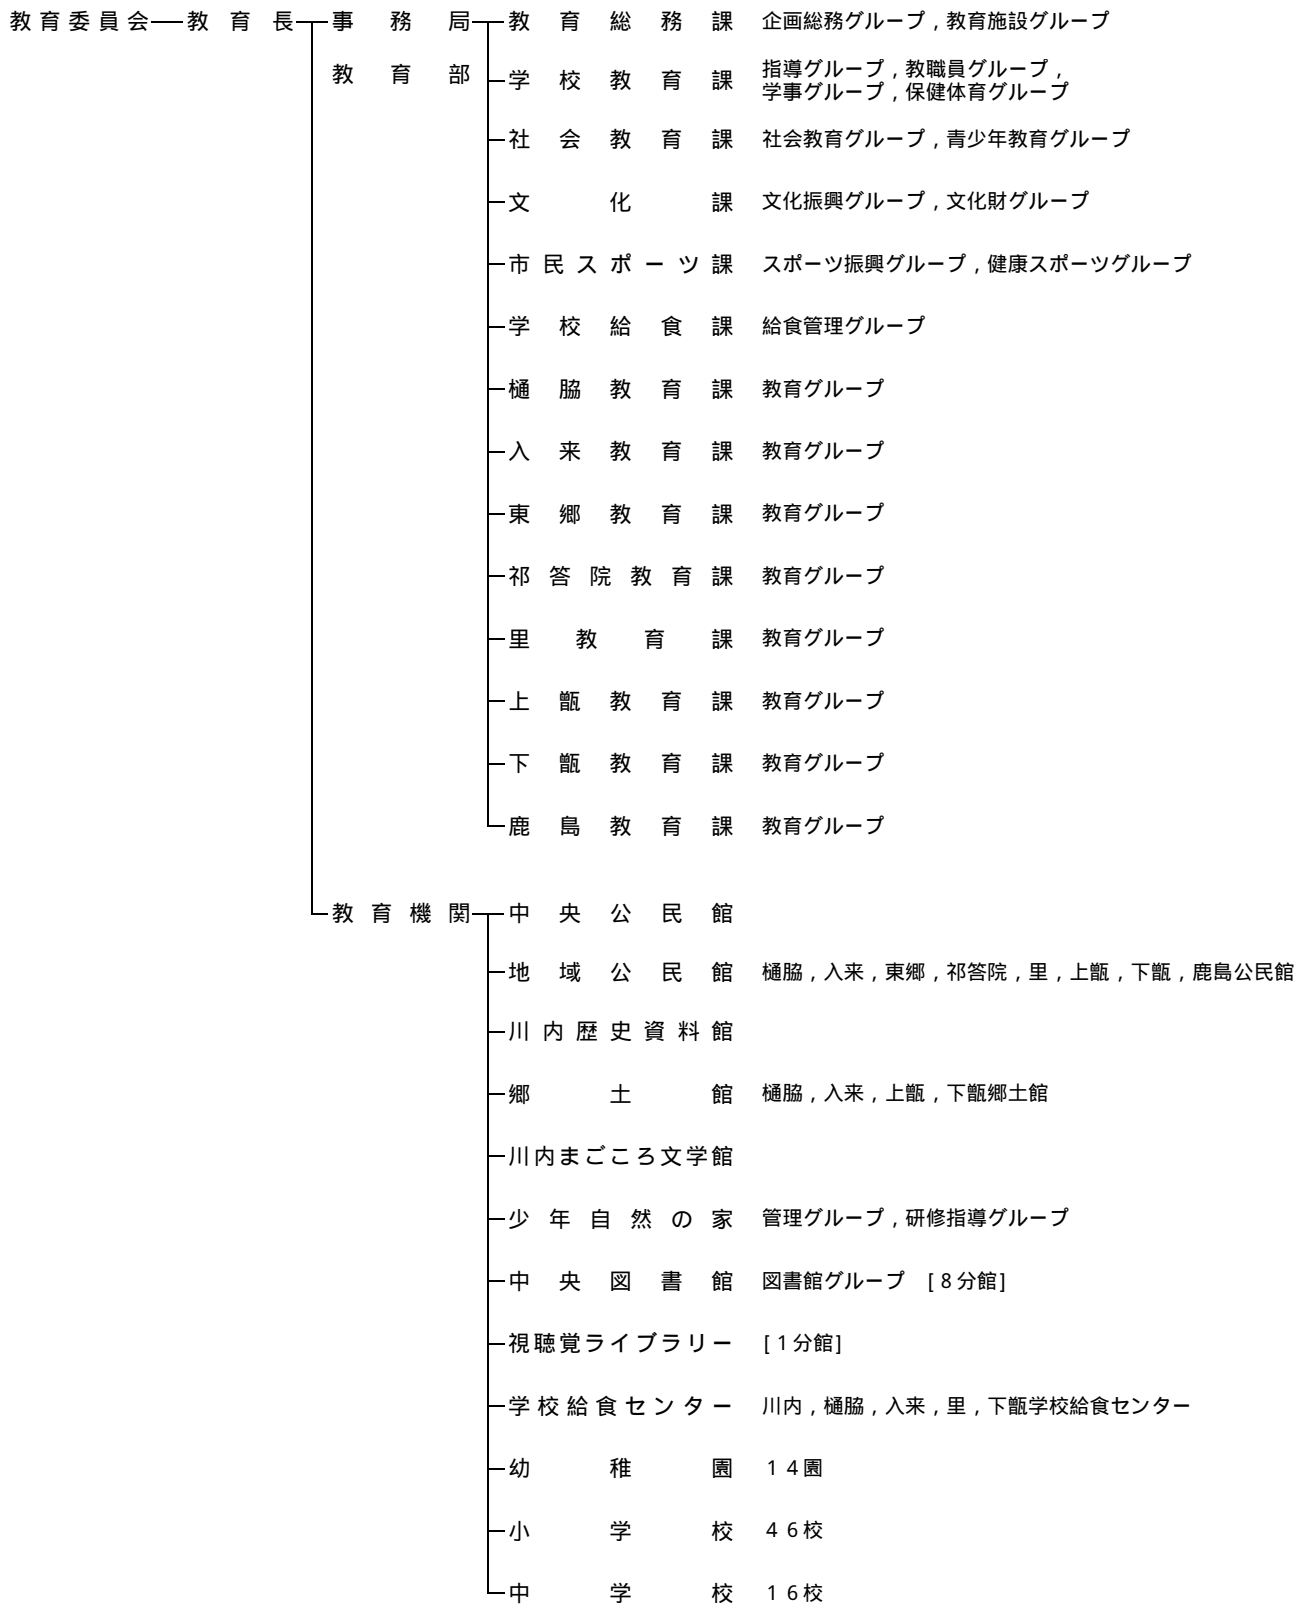 教育委員会 教育長 事務局 教育総務課 企画総務グループ，教育施設グループ
教育部 学校教育課 指導グループ，教職員グループ，
学事グループ，保健体育グループ
社会教育課 社会教育グループ，青少年教育グループ
文化課 文化振興グループ，文化財グループ
市民スポーツ課 スポーツ振興グループ，健康スポーツグループ
学校給食課 給食管理グループ
樋脇教育課 教育グループ
入来教育課 教育グループ
東郷教育課 教育グループ
祁答院教育課 教育グループ
里教育課 教育グループ
上甑教育課 教育グループ
下甑教育課 教育グループ
鹿島教育課 教育グループ
教育機関 中央公民館
地域公民館 樋脇，入来，東郷，祁答院，里，上甑，下甑，鹿島公民館
川内歴史資料館
郷土館 樋脇，入来，上甑，下甑郷土館
川内まごころ文学館
少年自然の家 管理グループ，研修指導グループ
中央図書館 図書館グループ ［８分館］
視聴覚ライブラリー ［１分館］
学校給食センター 川内，樋脇，入来，里，下甑学校給食センター
幼稚園 １４園
小学校 ４６校
中学校 １６校